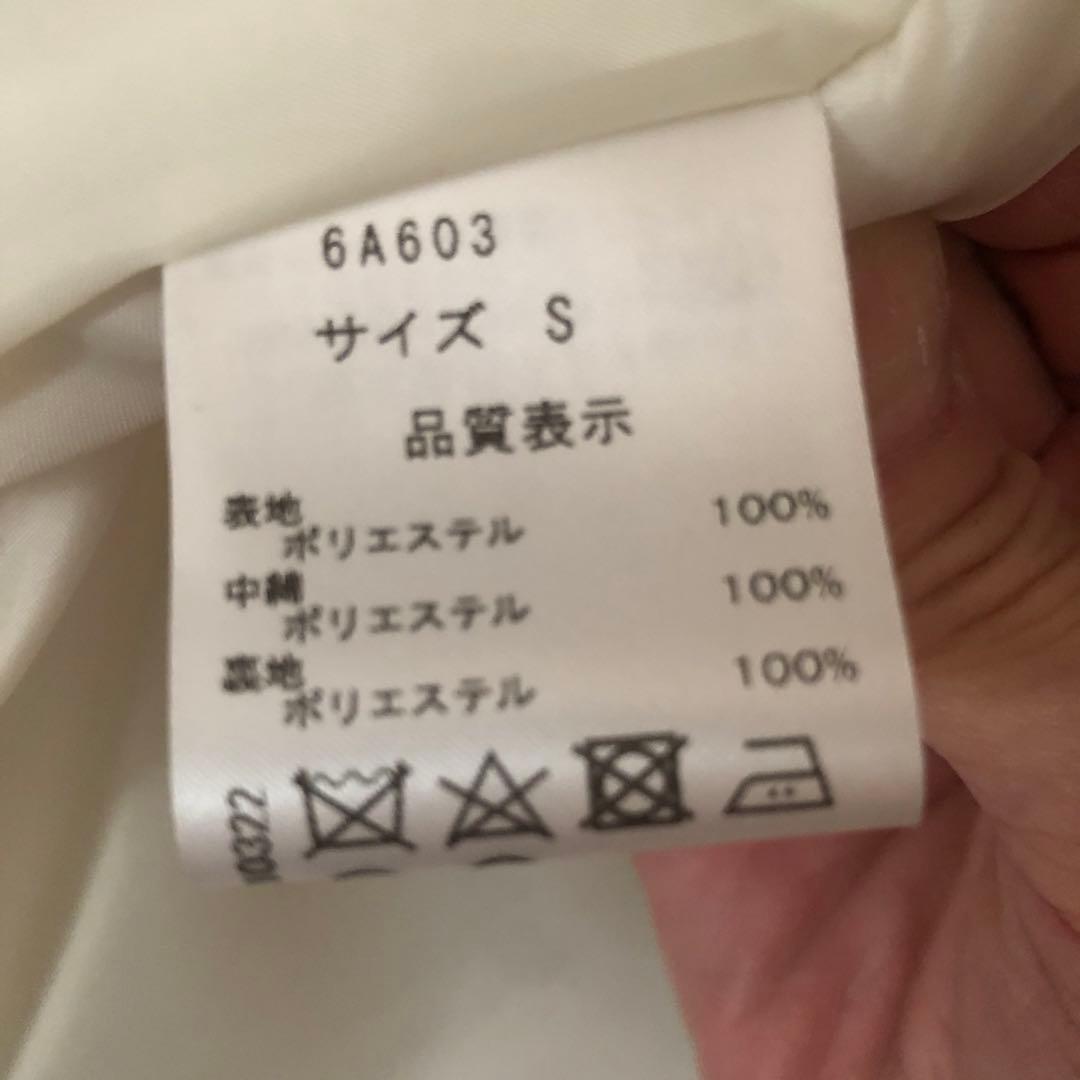 6A603
サイズ S
品質表示
表地
ポリエステル 100%
中綿
ポリエステル 100%
裏地
ポリエステル 100%
10322